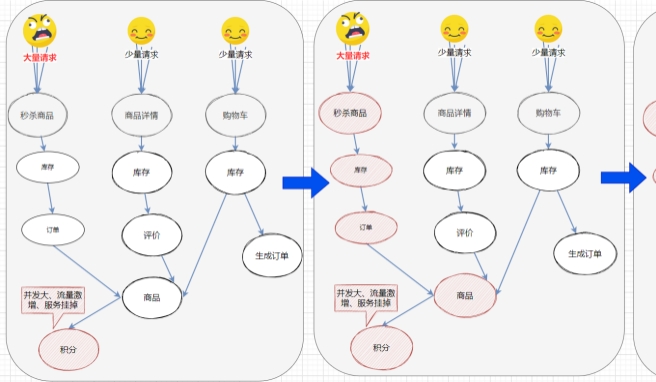 大量请求
少量请求
少量请求
秒杀商品
商品详情
购物车
库存
库存
库存
订单
评价
生成订单
商品
并发大、流量激
增、服务挂掉
积分
大量请求
少量请求
少量请求
秒杀商品
商品详情
购物车
库存
库存
库存
订单
评价
生成订单
商品
并发大、流量激
增、服务挂掉
积分